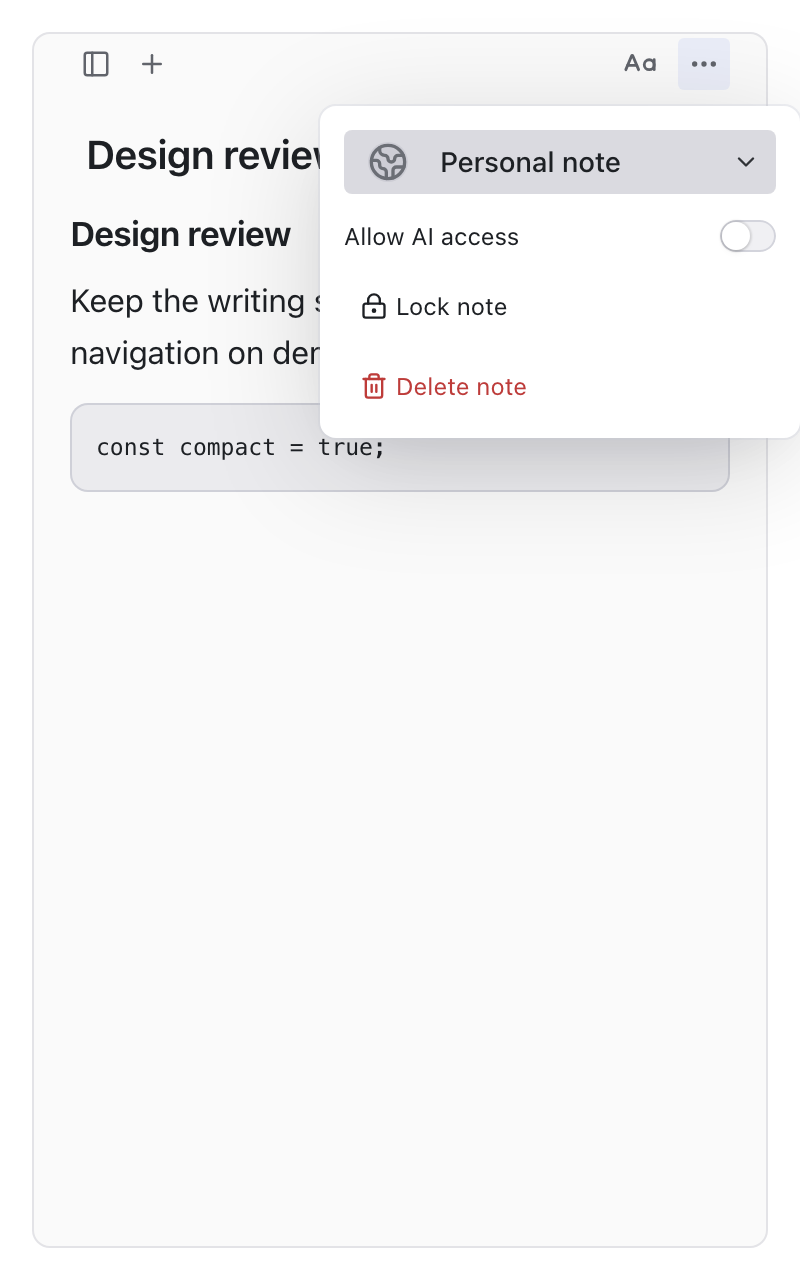 Aa
Design review
Personal note
Design review
Allow AI access
Keep the writing
Lock note
navigation on
Delete note
const compact = true;